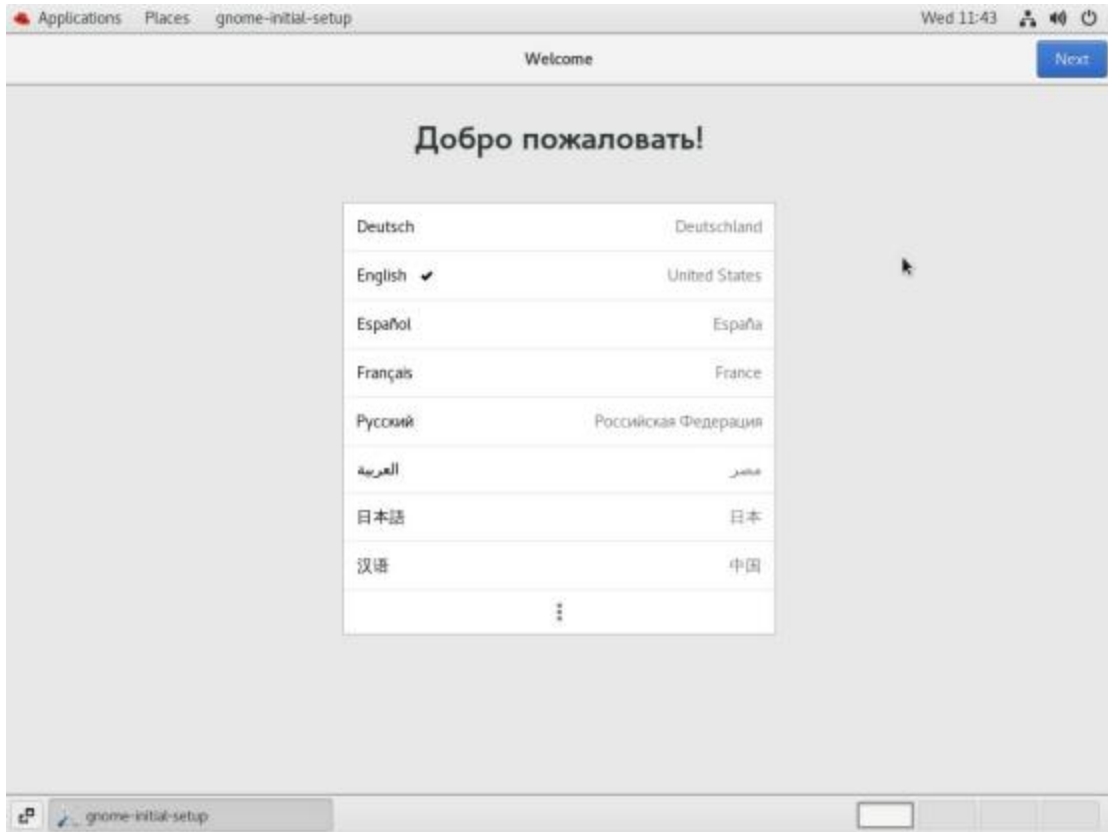 Applications Places gnome-initial-setup Wed 11:43
Welcome Next
Добро пожаловать!
Deutsch Deutschland
English United States
Español España
Français France
Русский Российская Федерация
العربية مصر
日本語 日本
汉语 中国
gnome-initial-setup